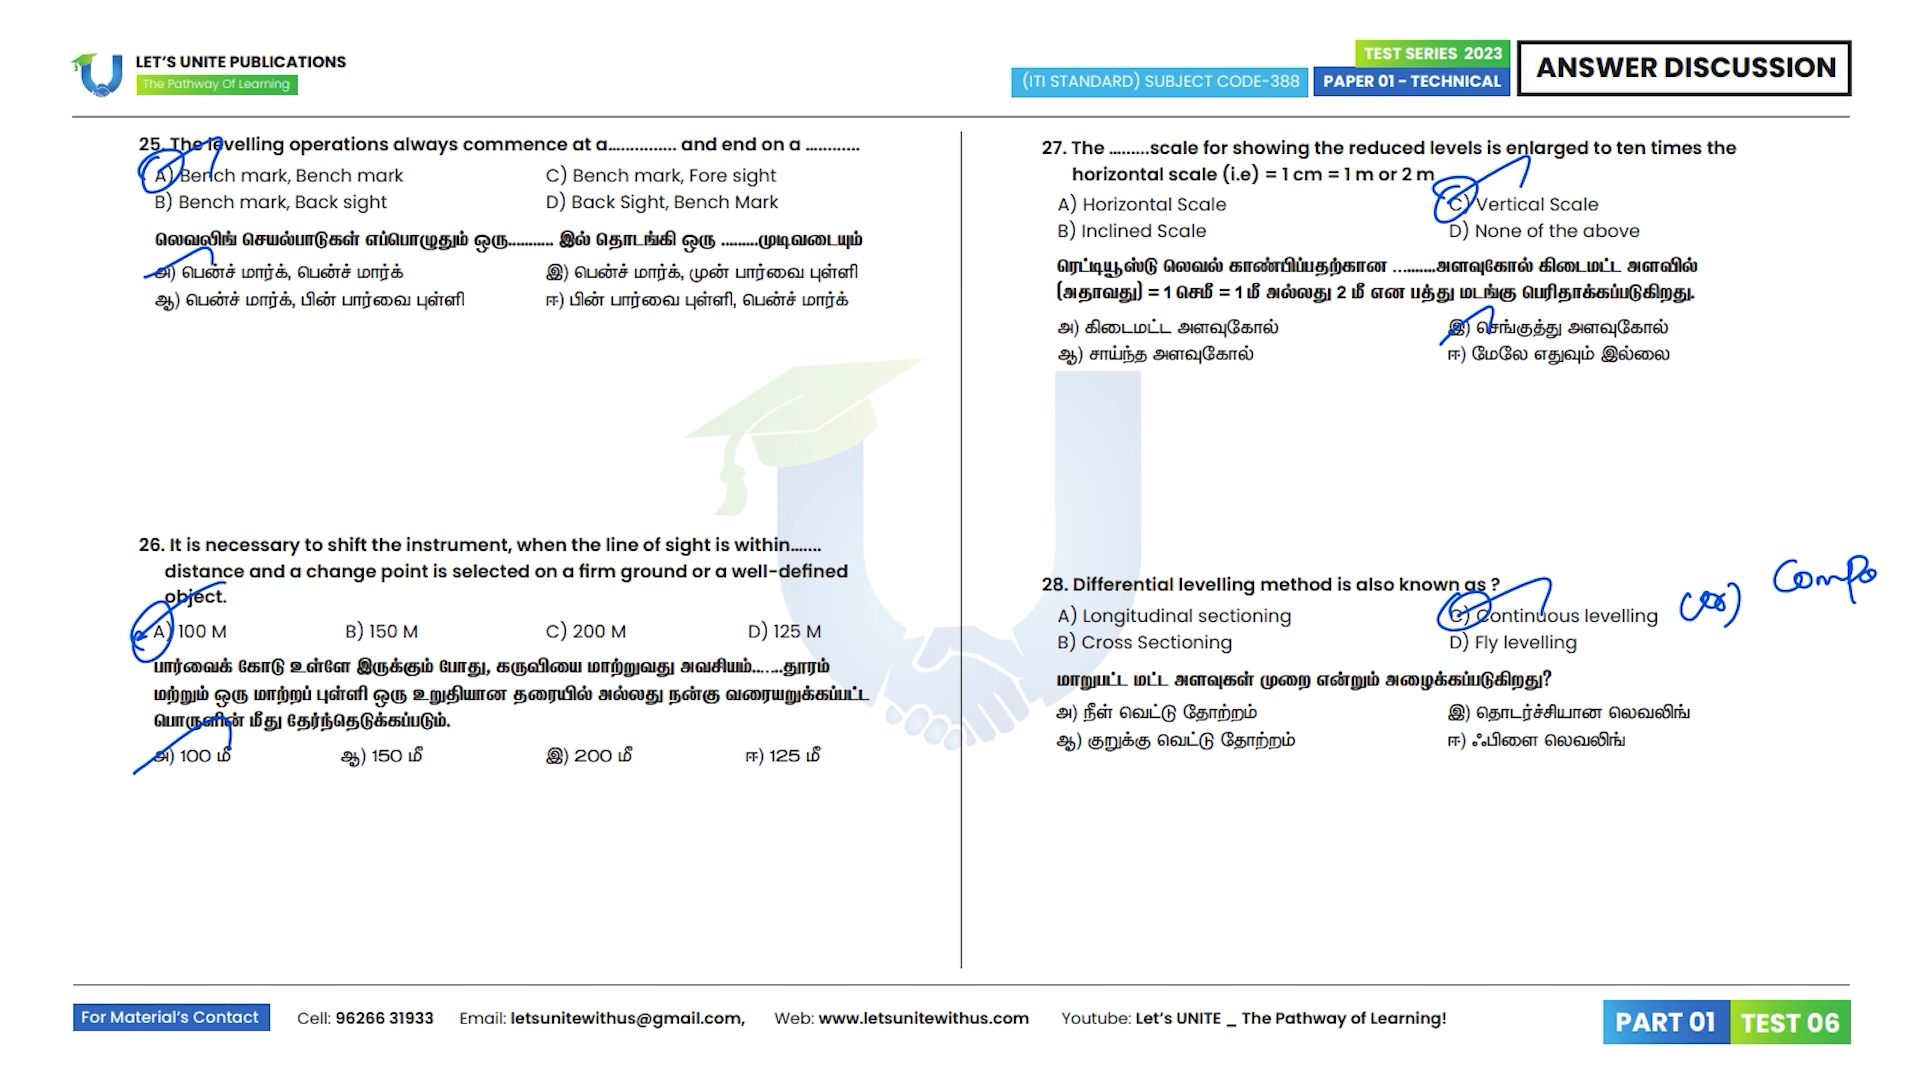 LET'S UNITE PUBLICATIONS
The Pathway Of Learning
TEST SERIES 2023
(ITI STANDARD) SUBJECT CODE-388
PAPER 01 - TECHNICAL
ANSWER DISCUSSION
25. The levelling operations always commence at a............... and end on a ............
A) Bench mark, Bench mark
C) Bench mark, Fore sight
B) Bench mark, Back sight
D) Back Sight, Bench Mark
லெவலிங் செயல்பாடுகள் எப்பொழுதும் ஒரு........... இல் தொடங்கி ஒரு .........முடிவடையும்
அ) பென்ச் மார்க், பென்ச் மார்க்
இ) பென்ச் மார்க், முன் பார்வை புள்ளி
ஆ) பென்ச் மார்க், பின் பார்வை புள்ளி
ஈ) பின் பார்வை புள்ளி, பென்ச் மார்க்
26. It is necessary to shift the instrument, when the line of sight is within.......
distance and a change point is selected on a firm ground or a well-defined
object.
A) 100 M
B) 150 M
C) 200 M
D) 125 M
பார்வைக் கோடு உள்ளே இருக்கும் போது, கருவியை மாற்றுவது அவசியம்.......தூரம்
மற்றும் ஒரு மாற்றப் புள்ளி ஒரு உறுதியான தரையில் அல்லது நன்கு வரையறுக்கப்பட்ட
பொருளின் மீது தேர்ந்தெடுக்கப்படும்.
அ) 100 மீ
ஆ) 150 மீ
இ) 200 மீ
ஈ) 125 மீ
27. The .........scale for showing the reduced levels is enlarged to ten times the
horizontal scale (i.e) = 1 cm = 1 m or 2 m
A) Horizontal Scale
C) Vertical Scale
B) Inclined Scale
D) None of the above
ரெட்டியூஸ்டு லெவல் காண்பிப்பதற்கான ..........அளவுகோல் கிடைமட்ட அளவில்
(அதாவது) = 1 செமீ = 1 மீ அல்லது 2 மீ என பத்து மடங்கு பெரிதாக்கப்படுகிறது.
அ) கிடைமட்ட அளவுகோல்
இ) செங்குத்து அளவுகோல்
ஆ) சாய்ந்த அளவுகோல்
ஈ) மேலே எதுவும் இல்லை
28. Differential levelling method is also known as ?
A) Longitudinal sectioning
C) Continuous levelling
Compo
B) Cross Sectioning
D) Fly levelling
மாறுபட்ட மட்ட அளவுகள் முறை என்றும் அழைக்கப்படுகிறது?
அ) நீள் வெட்டு தோற்றம்
இ) தொடர்ச்சியான லெவலிங்
ஆ) குறுக்கு வெட்டு தோற்றம்
ஈ) ஃபிளை லெவலிங்
For Material's Contact
Cell: 96266 31933
Email: letsunitewithus@gmail.com,
Web: www.letsunitewithus.com
Youtube: Let's UNITE _ The Pathway of Learning!
PART 01
TEST 06